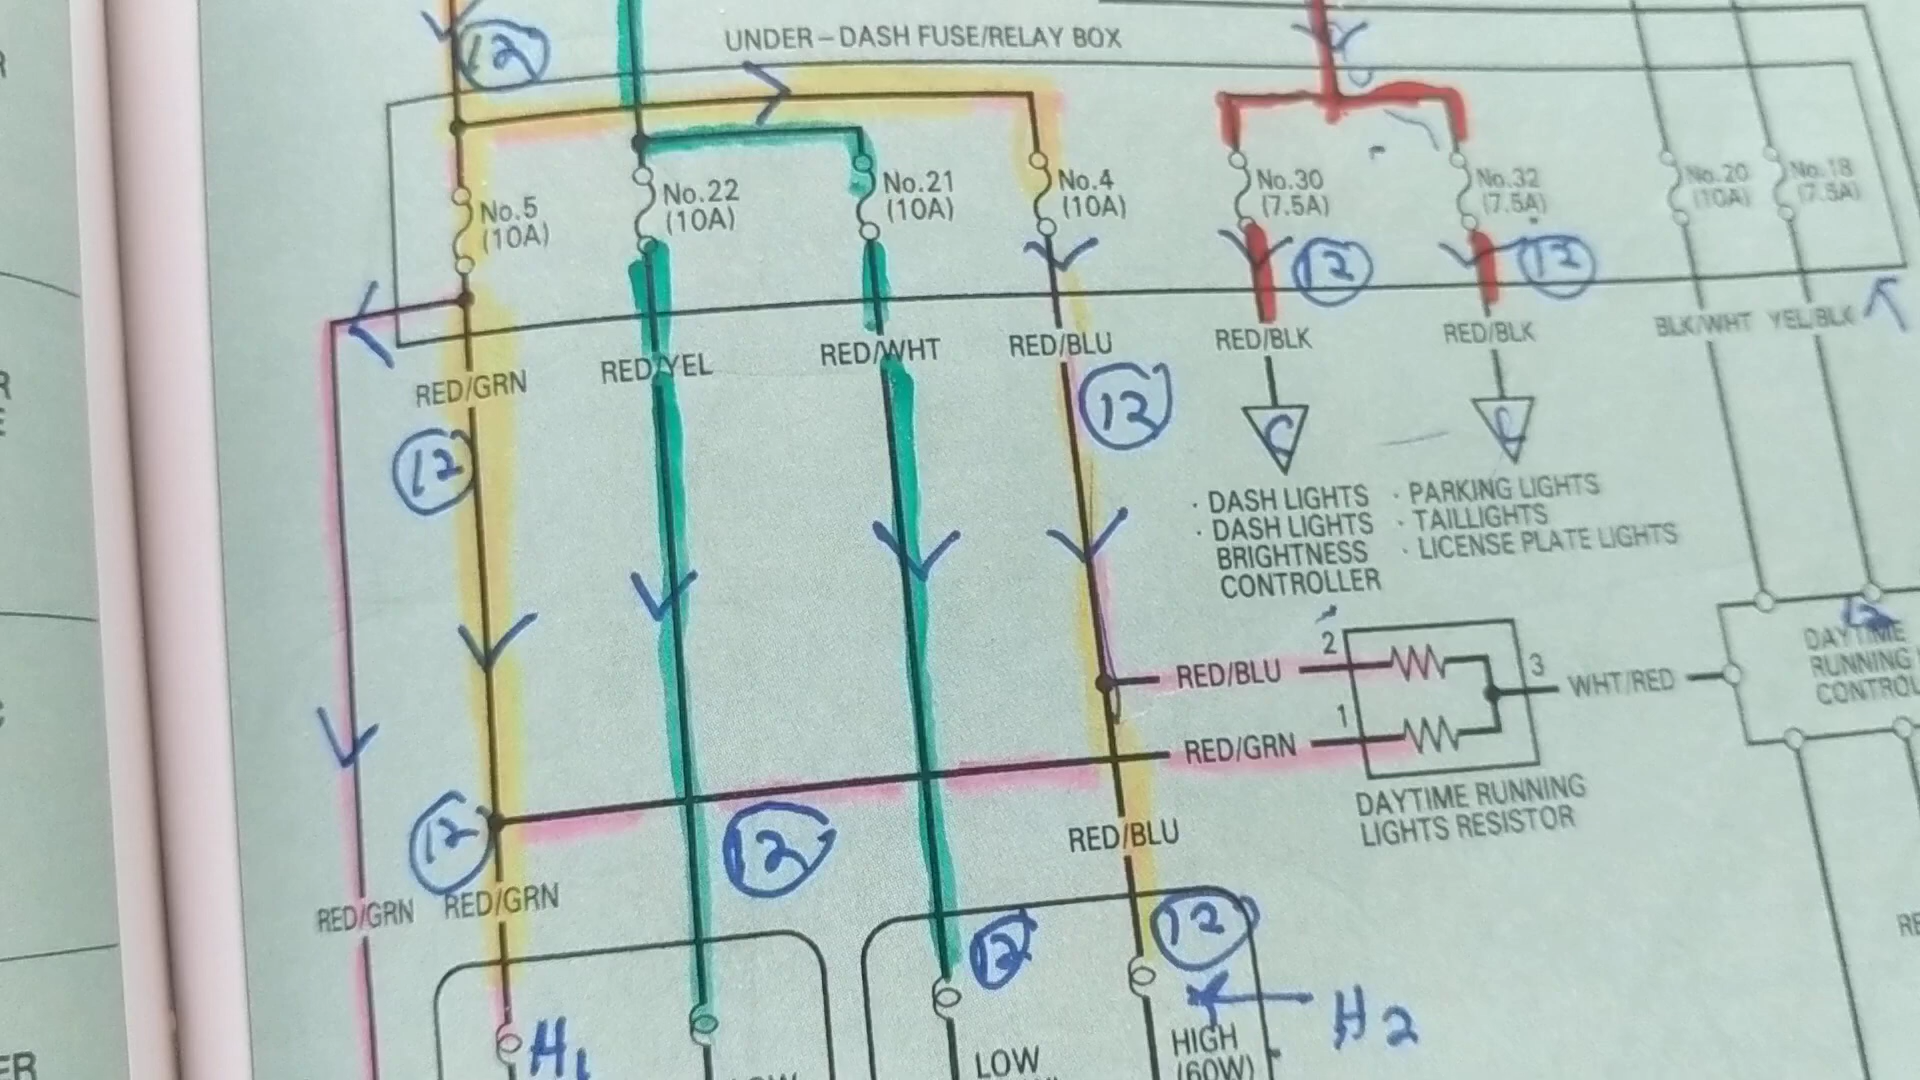 12
UNDER-DASH FUSE/RELAY BOX
No.5
(10A)
No.22
(10A)
No.21
(10A)
No.4
(10A)
No.30
(7.5A)
No.32
(7.5A)
No.20
(10A)
No.18
(7.5A)
12
12
RED/GRN
RED/YEL
RED/WHT
RED/BLU
RED/BLK
RED/BLK
BLK/WHT
YEL/BLK
12
12
C
C
· DASH LIGHTS
· DASH LIGHTS
BRIGHTNESS
CONTROLLER
· PARKING LIGHTS
· TAILLIGHTS
· LICENSE PLATE LIGHTS
RED/BLU
2
3
WHT/RED
RED/GRN
1
DAYTIME
RUNNING
12
DAYTIME RUNNING
LIGHTS RESISTOR
12
12
RED/BLU
RED/GRN
RED/GRN
12
12
H1
H2
LOW
HIGH
(60W)
ER